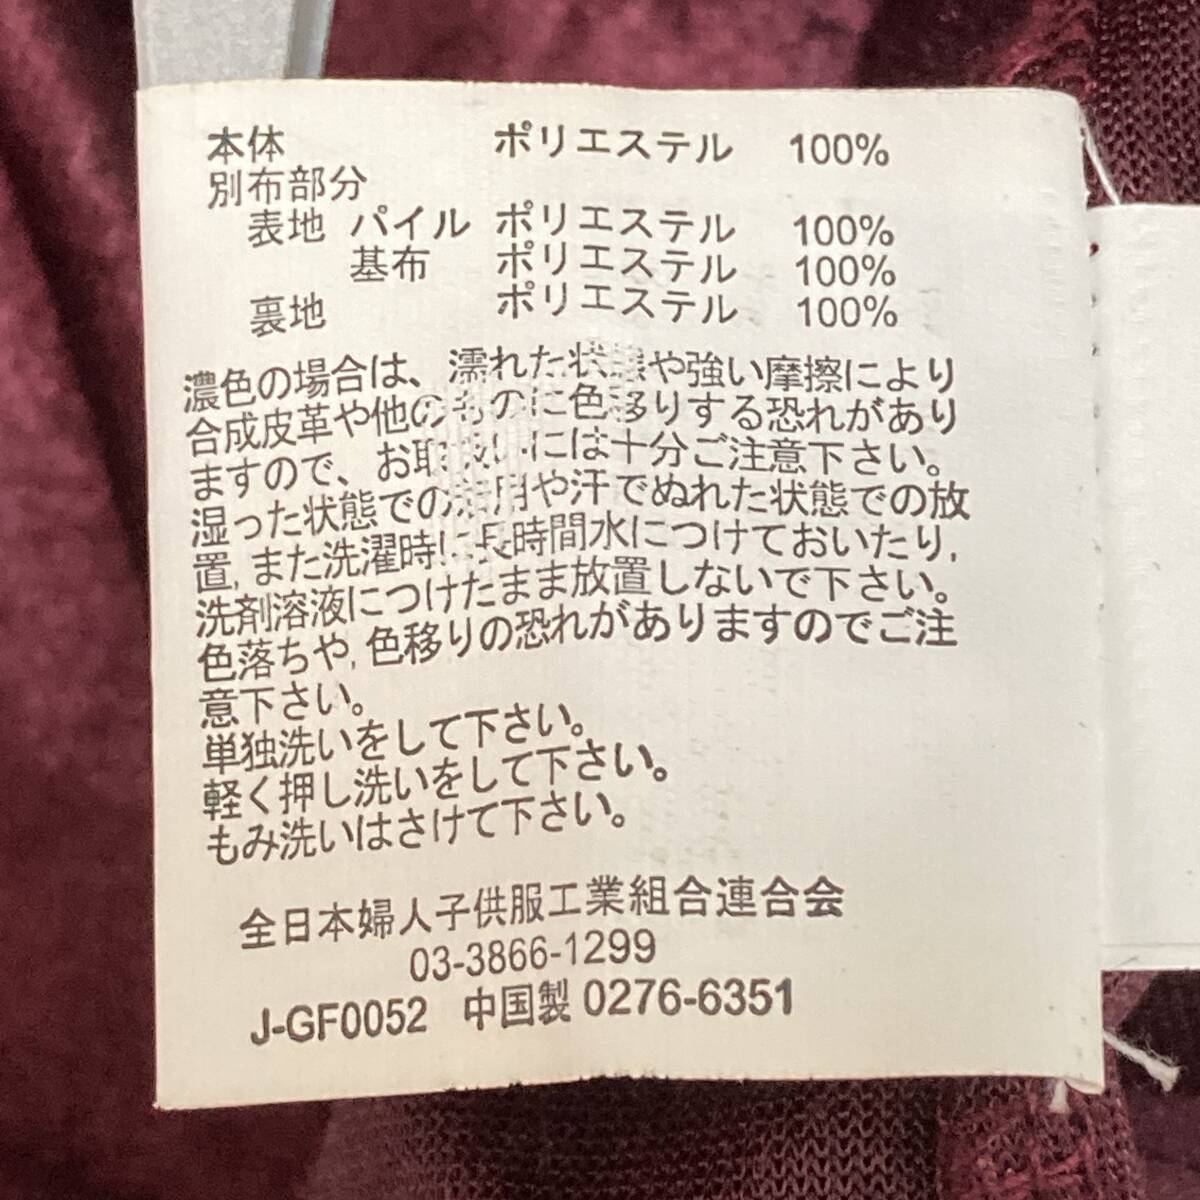 本体 ポリエステル 100%
別布部分
表地 パイル ポリエステル 100%
基布 ポリエステル 100%
裏地 ポリエステル 100%
濃色の場合は、濡れた状態や強い摩擦により
合成皮革や他のものに色移りする恐れがあり
ますので、お取扱いには十分ご注意下さい。
湿った状態での着用や汗でぬれた状態での放
置,また洗濯時に長時間水につけておいたり,
洗剤溶液につけたまま放置しないで下さい。
色落ちや,色移りの恐れがありますのでご注
意下さい。
単独洗いをして下さい。
軽く押し洗いをして下さい。
もみ洗いはさけて下さい。
全日本婦人子供服工業組合連合会
03-3866-1299
J-GF0052 中国製 0276-6351